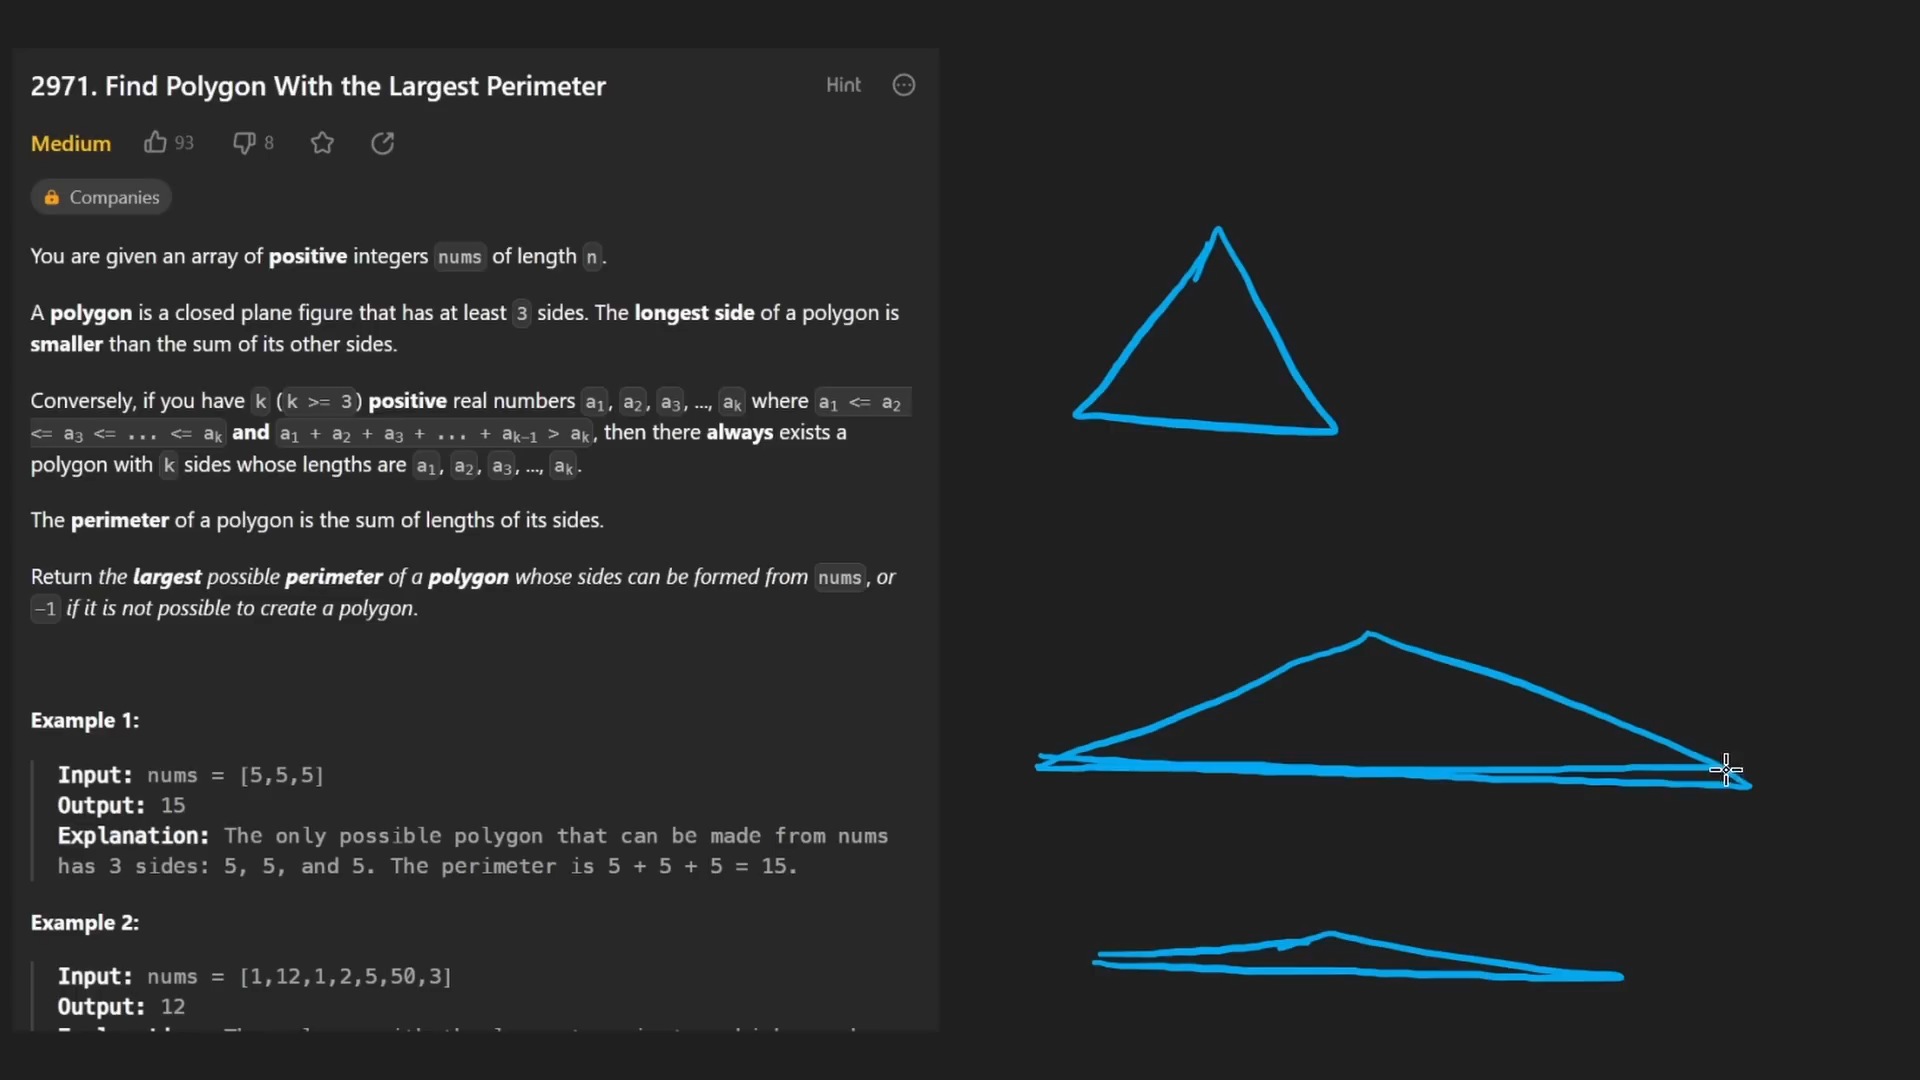 2971. Find Polygon With the Largest Perimeter
Hint
Medium 93 8
Companies
You are given an array of positive integers nums of length n.
A polygon is a closed plane figure that has at least 3 sides. The longest side of a polygon is
smaller than the sum of its other sides.
Conversely, if you have k (k >= 3) positive real numbers a₁, a₂, a₃, ..., aₖ where a₁ <= a₂
<= a₃ <= ... <= aₖ and a₁ + a₂ + a₃ + ... + aₖ₋₁ > aₖ, then there always exists a
polygon with k sides whose lengths are a₁, a₂, a₃, ..., aₖ.
The perimeter of a polygon is the sum of lengths of its sides.
Return the largest possible perimeter of a polygon whose sides can be formed from nums, or
−1 if it is not possible to create a polygon.
Example 1:
Input: nums = [5,5,5]
Output: 15
Explanation: The only possible polygon that can be made from nums
has 3 sides: 5, 5, and 5. The perimeter is 5 + 5 + 5 = 15.
Example 2:
Input: nums = [1,12,1,2,5,50,3]
Output: 12